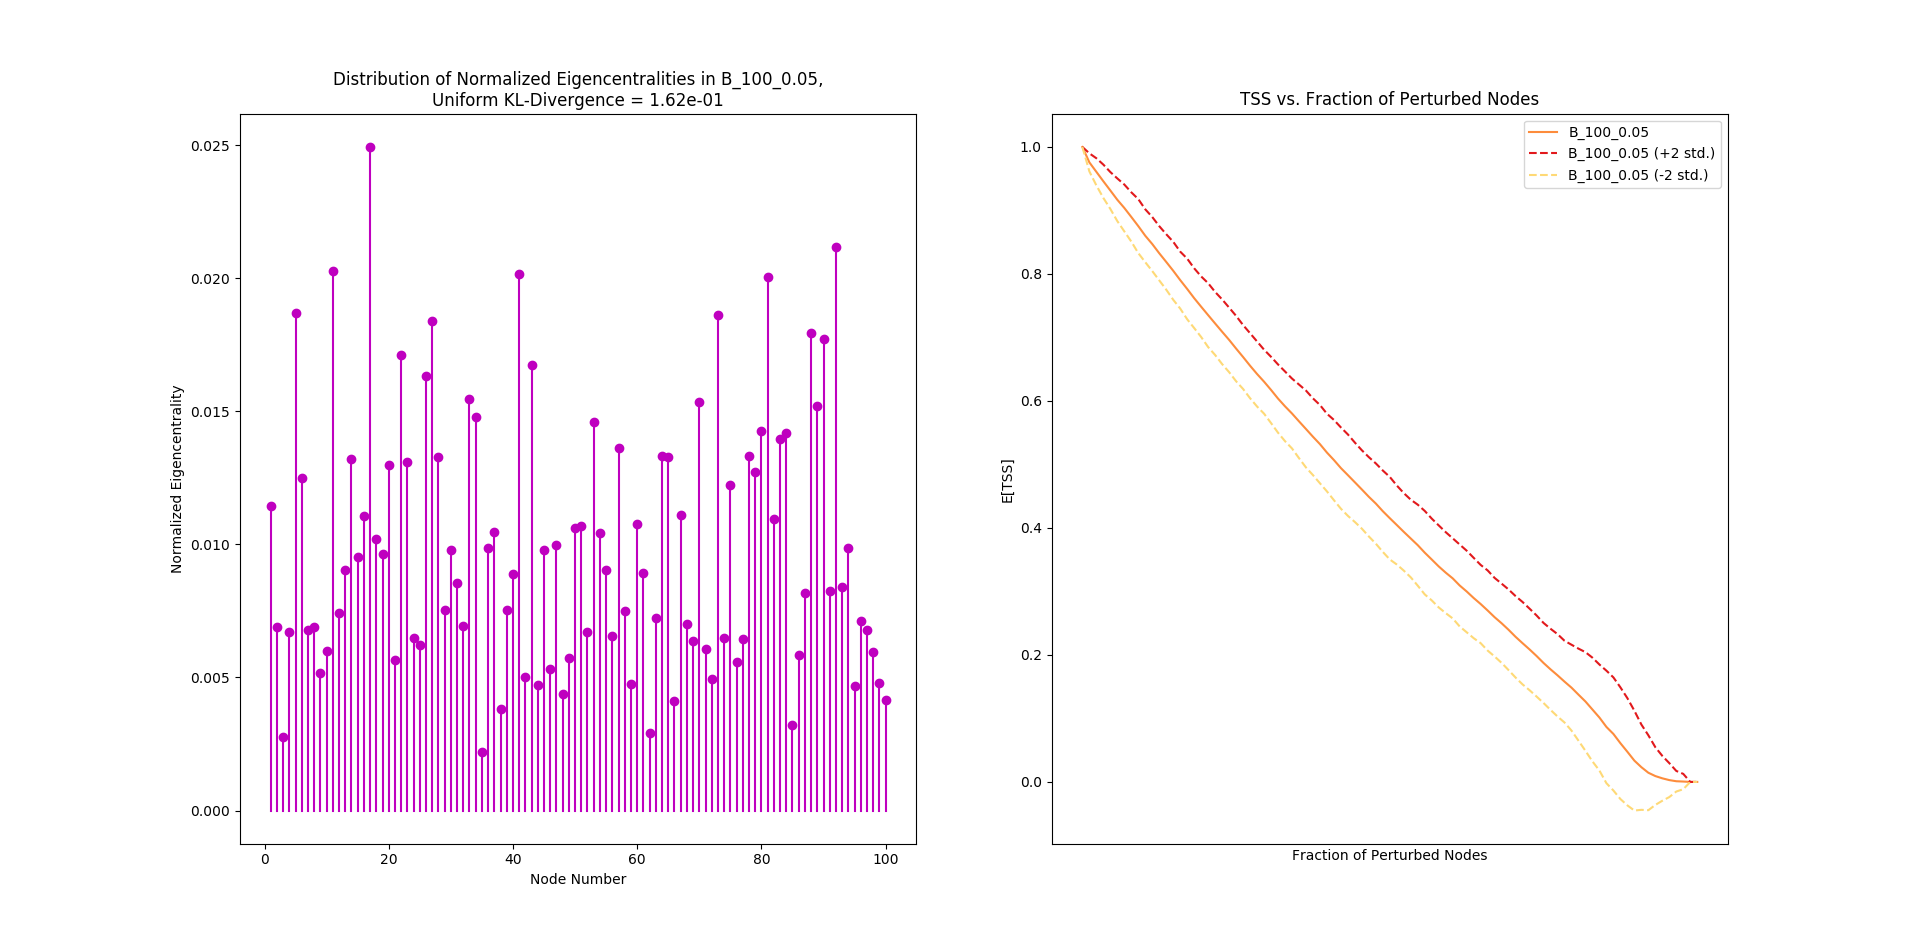 Distribution of Normalized Eigencentralities in B_100_0.05,
Uniform KL-Divergence = 1.62e-01
Normalized Eigencentrality
0.025
0.020
0.015
0.010
0.005
0.000
0 20 40 60 80 100
Node Number
TSS vs. Fraction of Perturbed Nodes
B_100_0.05
B_100_0.05 (+2 std.)
B_100_0.05 (-2 std.)
E[TSS]
1.0
0.8
0.6
0.4
0.2
0.0
Fraction of Perturbed Nodes